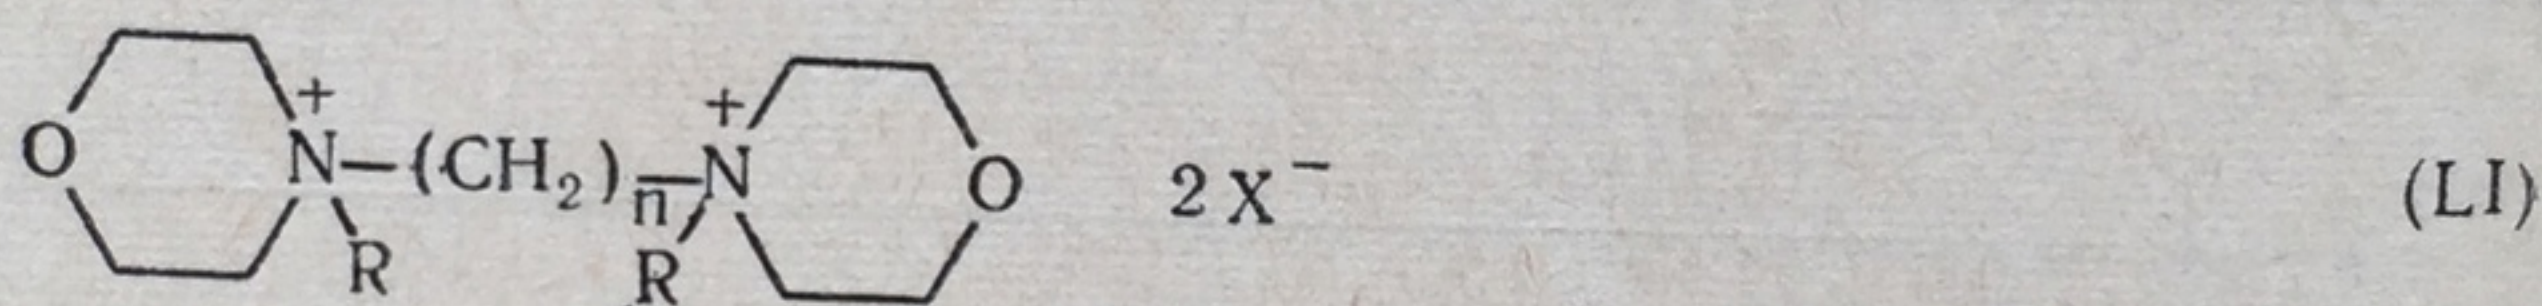 O N⁺–(CH₂)ₙ–N⁺ O 2X⁻ (LI)
R R